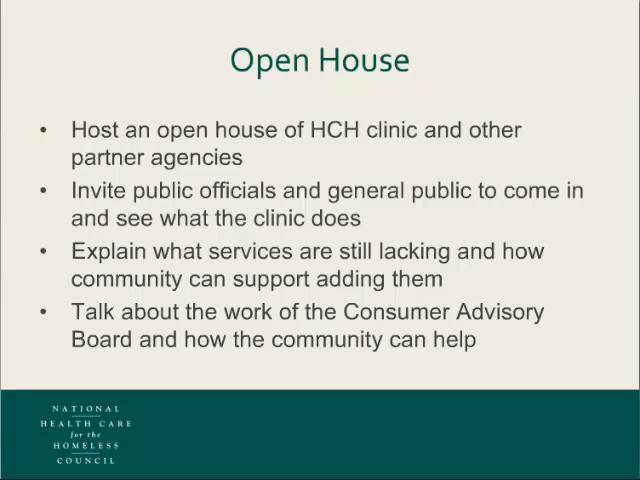 Open House
• Host an open house of HCH clinic and other
partner agencies
• Invite public officials and general public to come in
and see what the clinic does
• Explain what services are still lacking and how
community can support adding them
• Talk about the work of the Consumer Advisory
Board and how the community can help
NATIONAL
HEALTH CARE
for the
HOMELESS
COUNCIL